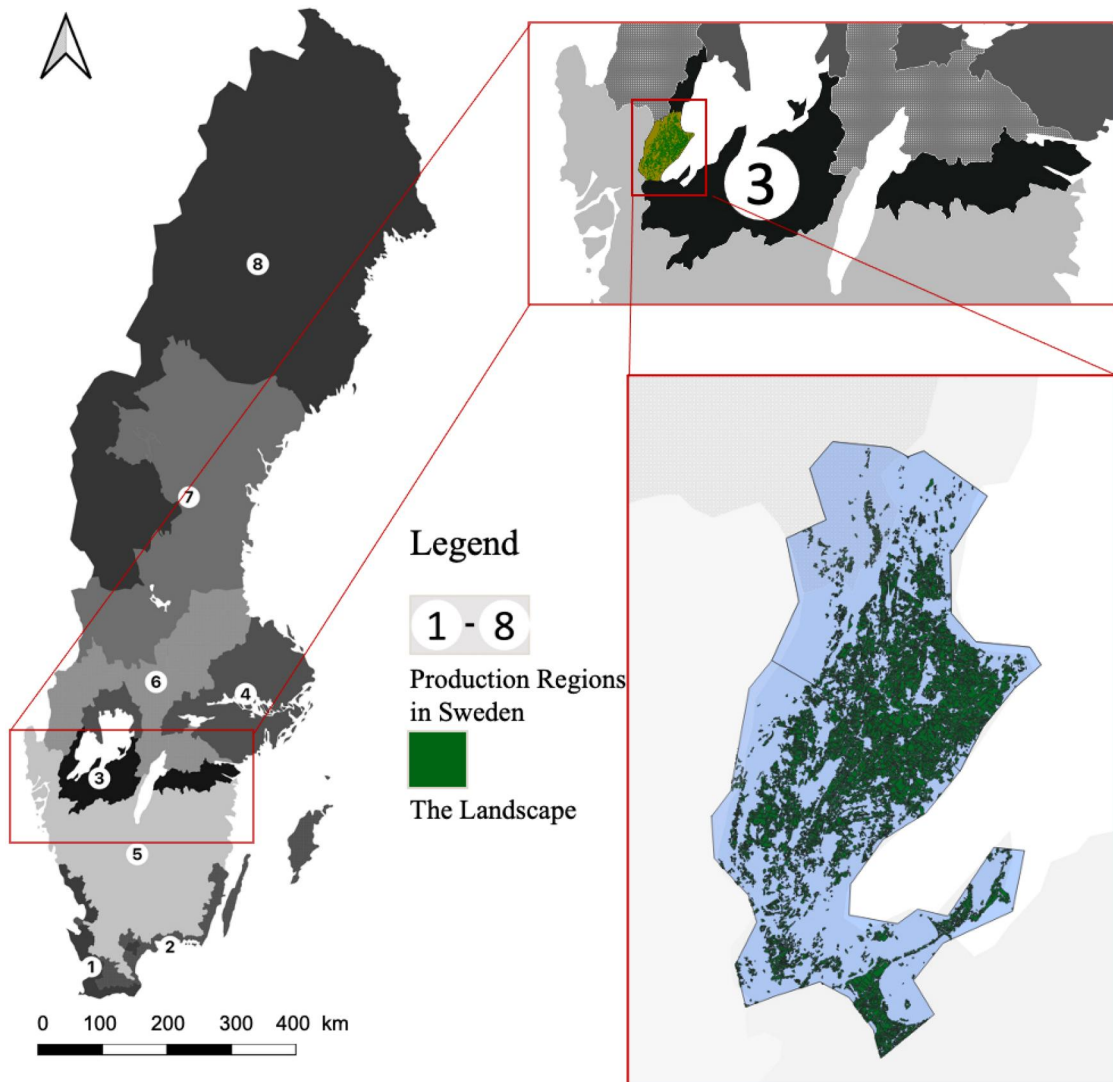 8
7
6
4
3
5
2
1
3
Legend
1 - 8
Production Regions
in Sweden
The Landscape
0 100 200 300 400 km